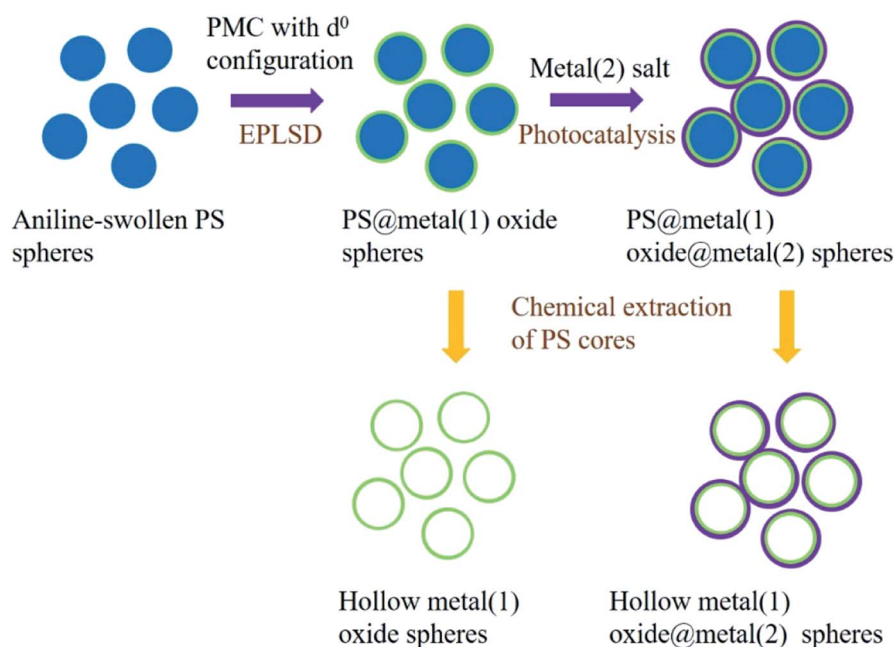 PMC with d⁰
configuration
EPLSD
Metal(2) salt
Photocatalysis
Aniline-swollen PS
spheres
PS@metal(1) oxide
spheres
PS@metal(1)
oxide@metal(2) spheres
Chemical extraction
of PS cores
Hollow metal(1)
oxide spheres
Hollow metal(1)
oxide@metal(2) spheres